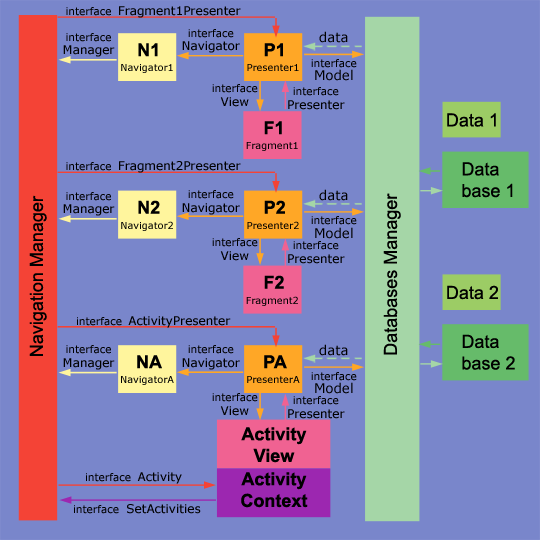 interface Fragment1Presenter
interface
Manager
N1
Navigator1
interface
Navigator
P1
Presenter1
data
interface
Model
interface
View
interface
Presenter
F1
Fragment1
interface Fragment2Presenter
interface
Manager
N2
Navigator2
interface
Navigator
P2
Presenter2
data
interface
Model
interface
View
interface
Presenter
F2
Fragment2
interface ActivityPresenter
interface
Manager
NA
NavigatorA
interface
Navigator
PA
PresenterA
data
interface
Model
interface
View
interface
Presenter
Activity
View
Activity
Context
interface Activity
interface SetActivities
Navigation Manager
Databases Manager
Data 1
Data
base 1
Data 2
Data
base 2